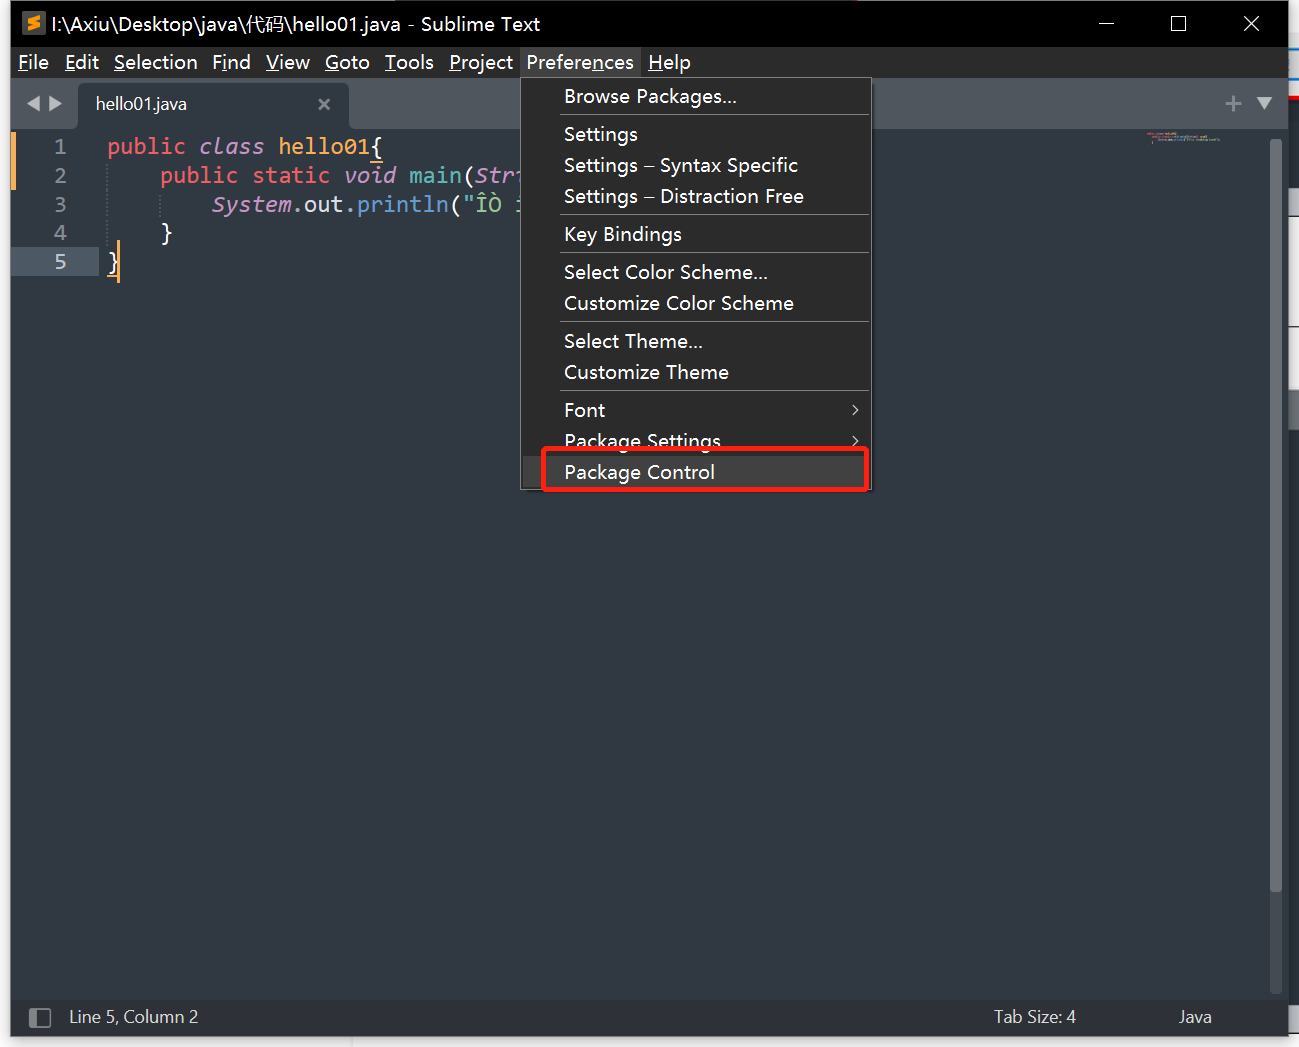 I:\Axiu\Desktop\java\代码\hello01.java - Sublime Text
File Edit Selection Find View Goto Tools Project Preferences Help
hello01.java
Browse Packages...
Settings
Settings – Syntax Specific
Settings – Distraction Free
Key Bindings
Select Color Scheme...
Customize Color Scheme
Select Theme...
Customize Theme
Font
Package Settings
Package Control
1 public class hello01{
2 public static void main(Str
3 System.out.println("ÎÒ
4 }
5 }
Line 5, Column 2
Tab Size: 4
Java